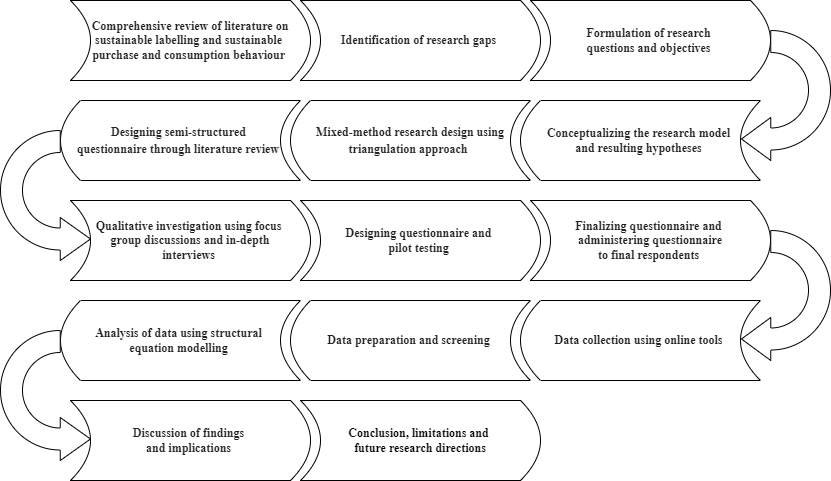 Comprehensive review of literature on
sustainable labelling and sustainable
purchase and consumption behaviour
Identification of research gaps
Formulation of research
questions and objectives
Conceptualizing the research model
and resulting hypotheses
Mixed-method research design using
triangulation approach
Designing semi-structured
questionnaire through literature review
Qualitative investigation using focus
group discussions and in-depth
interviews
Designing questionnaire and
pilot testing
Finalizing questionnaire and
administering questionnaire
to final respondents
Data collection using online tools
Data preparation and screening
Analysis of data using structural
equation modelling
Discussion of findings
and implications
Conclusion, limitations and
future research directions